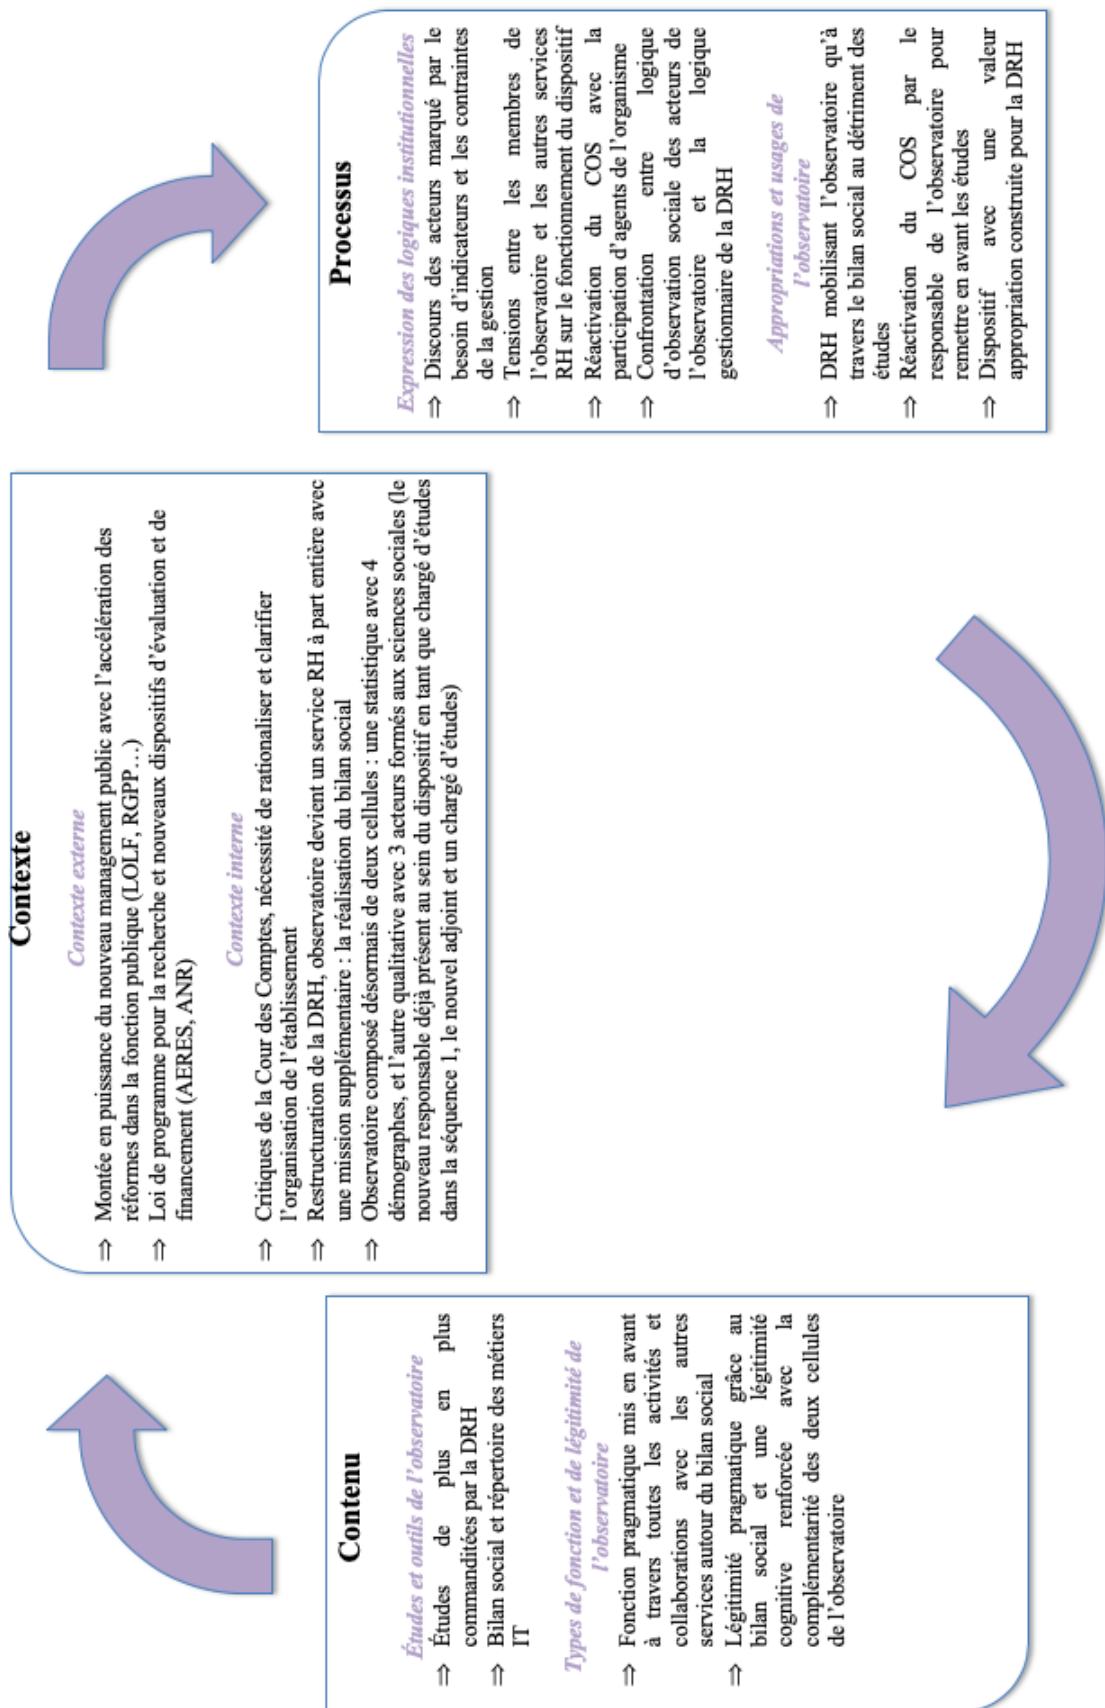 Contexte
Contexte externe
⇒ Montée en puissance du nouveau management public avec l'accélération des
réformes dans la fonction publique (LOLF, RGPP…)
⇒ Loi de programme pour la recherche et nouveaux dispositifs d'évaluation et de
financement (AERES, ANR)
Contexte interne
⇒ Critiques de la Cour des Comptes, nécessité de rationaliser et clarifier
l'organisation de l'établissement
⇒ Restructuration de la DRH, observatoire devient un service RH à part entière avec
une mission supplémentaire : la réalisation du bilan social
⇒ Observatoire composé désormais de deux cellules : une statistique avec 4
démographes, et l'autre qualitative avec 3 acteurs formés aux sciences sociales (le
nouveau responsable déjà présent au sein du dispositif en tant que chargé d'études
dans la séquence 1, le nouvel adjoint et un chargé d'études)
Contenu
Études et outils de l'observatoire
⇒ Études de plus en plus
commanditées par la DRH
⇒ Bilan social et répertoire des métiers
IT
Types de fonction et de légitimité de
l'observatoire
⇒ Fonction pragmatique mis en avant
à travers toutes les activités et
collaborations avec les autres
services autour du bilan social
⇒ Légitimité pragmatique grâce au
bilan social et une légitimité
cognitive renforcée avec la
complémentarité des deux cellules
de l'observatoire
Processus
Expression des logiques institutionnelles
⇒ Discours des acteurs marqué par le
besoin d'indicateurs et les contraintes
de la gestion
⇒ Tensions entre les membres de
l'observatoire et les autres services
RH sur le fonctionnement du dispositif
⇒ Réactivation du COS avec la
participation d'agents de l'organisme
⇒ Confrontation entre logique
d'observation sociale des acteurs de
l'observatoire et la logique
gestionnaire de la DRH
Appropriations et usages de
l'observatoire
⇒ DRH mobilisant l'observatoire qu'à
travers le bilan social au détriment des
études
⇒ Réactivation du COS par le
responsable de l'observatoire pour
remettre en avant les études
⇒ Dispositif avec une valeur
appropriation construite pour la DRH